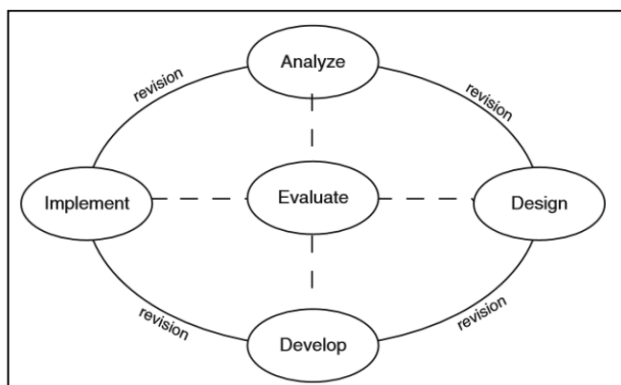 Analyze
revision
revision
Implement
Evaluate
Design
revision
revision
Develop